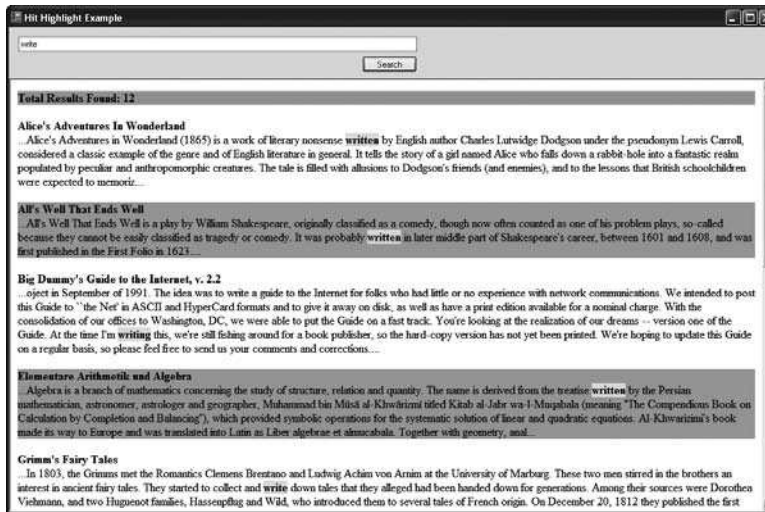 Hit Highlight Example
write
Search
Total Results Found: 12
Alice's Adventures In Wonderland
...Alice's Adventures in Wonderland (1865) is a work of literary nonsense written by English author Charles Lutwidge Dodgson under the pseudonym Lewis Carroll,
considered a classic example of the genre and of English literature in general. It tells the story of a girl named Alice who falls down a rabbit-hole into a fantastic realm
populated by peculiar and anthropomorphic creatures. The tale is filled with allusions to Dodgson's friends (and enemies), and to the lessons that British schoolchildren
were expected to memoriz...
All's Well That Ends Well
...All's Well That Ends Well is a play by William Shakespeare, originally classified as a comedy, though now often counted as one of his problem plays, so-called
because they cannot be easily classified as tragedy or comedy. It was probably written in later middle part of Shakespeare's career, between 1601 and 1608, and was
first published in the First Folio in 1623....
Big Dummy's Guide to the Internet, v. 2.2
...oject in September of 1991. The idea was to write a guide to the Internet for folks who had little or no experience with network communications. We intended to post
this Guide to ``the Net' in ASCII and HyperCard formats and to give it away on disk, as well as have a print edition available for a nominal charge. With the
consolidation of our offices to Washington, DC, we were able to put the Guide on a fast track. You're looking at the realization of our dreams -- version one of the
Guide. At the time I'm writing this, we're still fishing around for a book publisher, so the hard-copy version has not yet been printed. We're hoping to update this Guide
on a regular basis, so please feel free to send us your comments and corrections....
Elementare Arithmetik und Algebra
...Algebra is a branch of mathematics concerning the study of structure, relation and quantity. The name is derived from the treatise written by the Persian
mathematician, astronomer, astrologer and geographer, Muhammad bin Mūsā al-Khwārizmī titled Kitab al-Jabr wa-l-Muqabala (meaning "The Compendious Book on
Calculation by Completion and Balancing"), which provided symbolic operations for the systematic solution of linear and quadratic equations. Al-Khwarizimi's book
made its way to Europe and was translated into Latin as Liber algebrae et almucabala. Together with geometry, anal...
Grimm's Fairy Tales
...In 1803, the Grimms met the Romantics Clemens Brentano and Ludwig Achim von Arnim at the University of Marburg. These two men stirred in the brothers an
interest in ancient fairy tales. They started to collect and write down tales that they alleged had been handed down for generations. Among their sources were Dorothea
Viehmann, and two Huguenot families, Hassenpflug and Wild, who introduced them to several tales of French origin. On December 20, 1812 they published the first